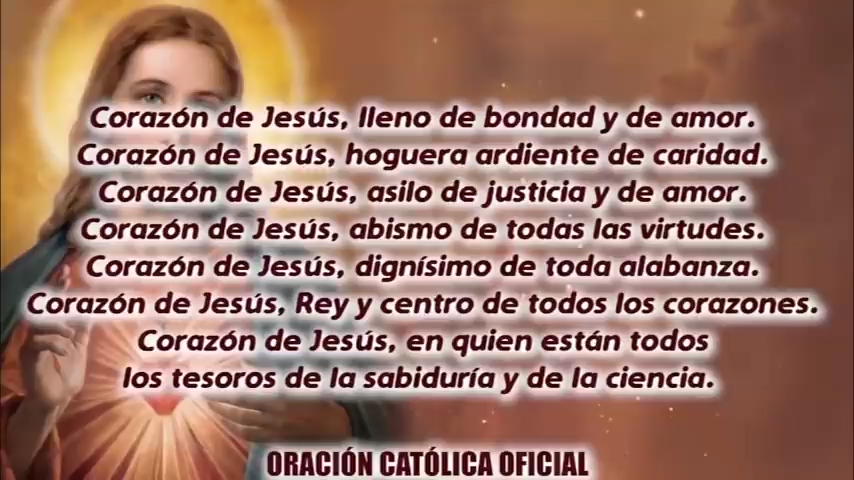 Corazón de Jesús, lleno de bondad y de amor.
Corazón de Jesús, hoguera ardiente de caridad.
Corazón de Jesús, asilo de justicia y de amor.
Corazón de Jesús, abismo de todas las virtudes.
Corazón de Jesús, dignísimo de toda alabanza.
Corazón de Jesús, Rey y centro de todos los corazones.
Corazón de Jesús, en quien están todos
los tesoros de la sabiduría y de la ciencia.
ORACIÓN CATÓLICA OFICIAL